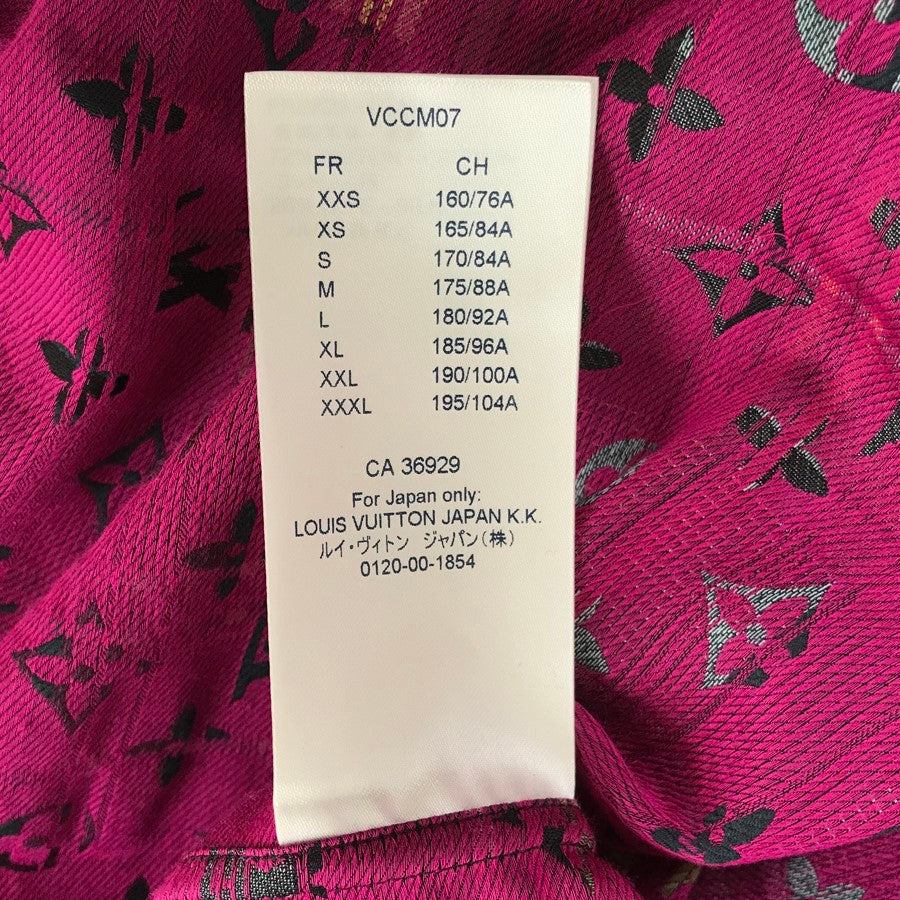 VCCM07
FR CH
XXS 160/76A
XS 165/84A
S 170/84A
M 175/88A
L 180/92A
XL 185/96A
XXL 190/100A
XXXL 195/104A
CA 36929
For Japan only:
LOUIS VUITTON JAPAN K.K.
ルイ・ヴィトン ジャパン(株)
0120-00-1854